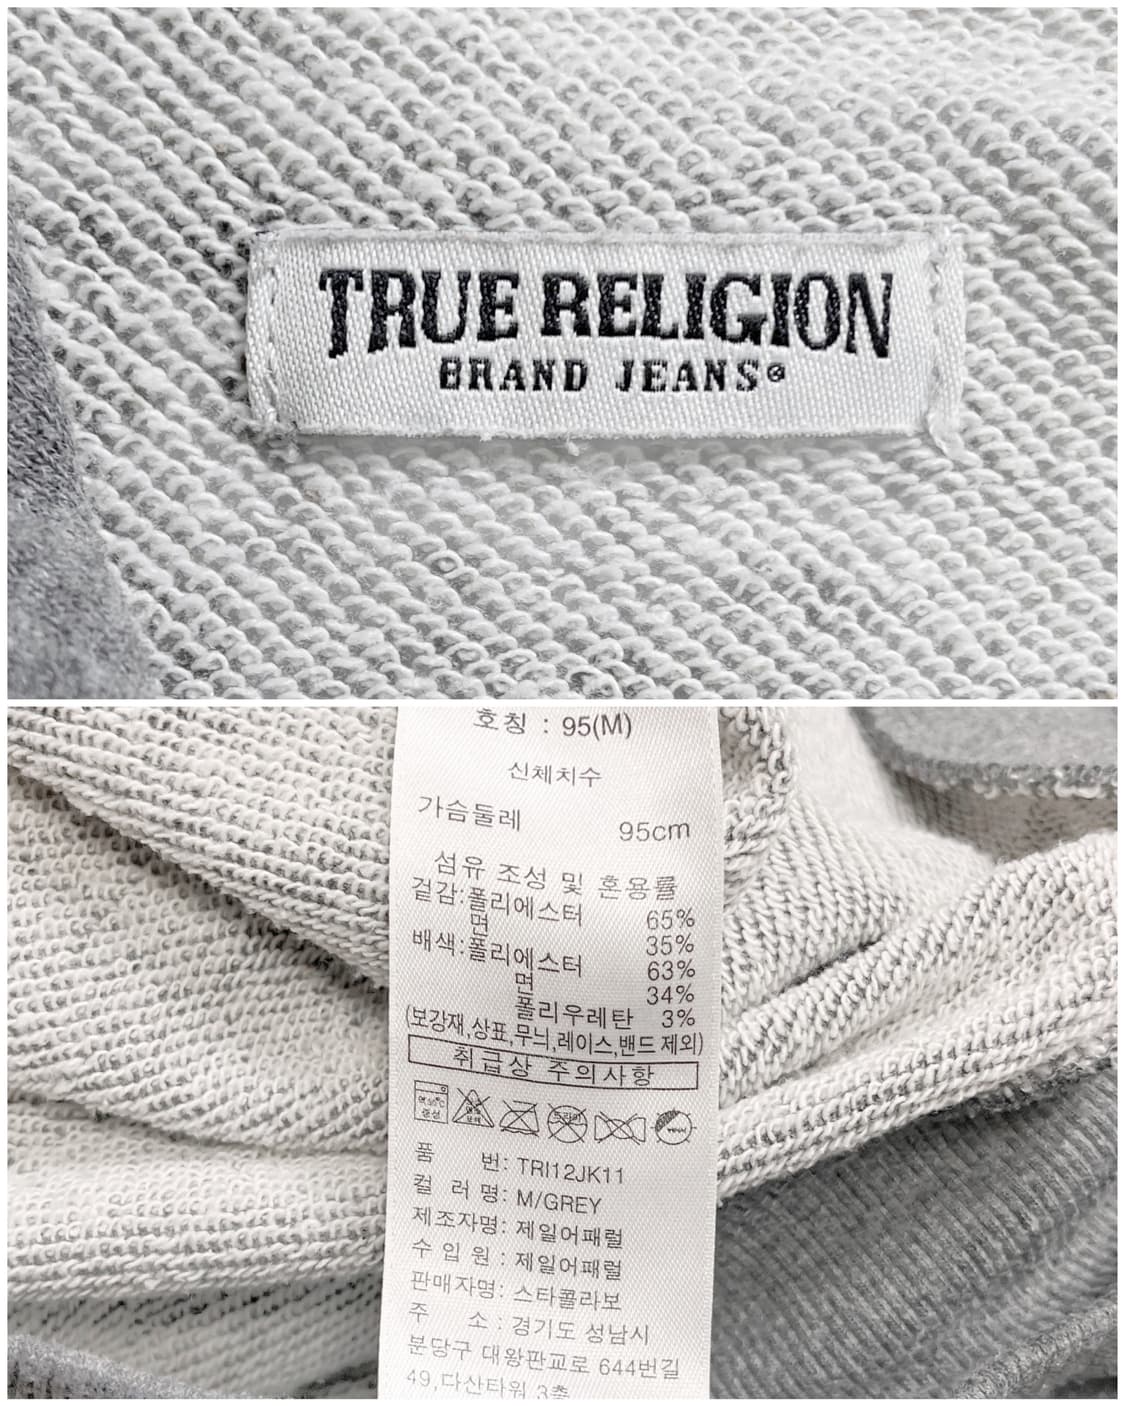 TRUE RELIGION
BRAND JEANS®
호칭 : 95(M)
신체치수
가슴둘레 95cm
섬유 조성 및 혼용률
겉감:폴리에스터 65%
면 35%
배색:폴리에스터 63%
면 34%
폴리우레탄 3%
(보강재,상표,무늬,레이스,밴드 제외)
취급상 주의사항
중성
드라이
품 번: TRI12JK11
컬 러 명: M/GREY
제조자명: 제일어패럴
수 입 원 : 제일어패럴
판매자명: 스타콜라보
주 소 : 경기도 성남시
분당구 대왕판교로 644번길
49,다산타워 3층